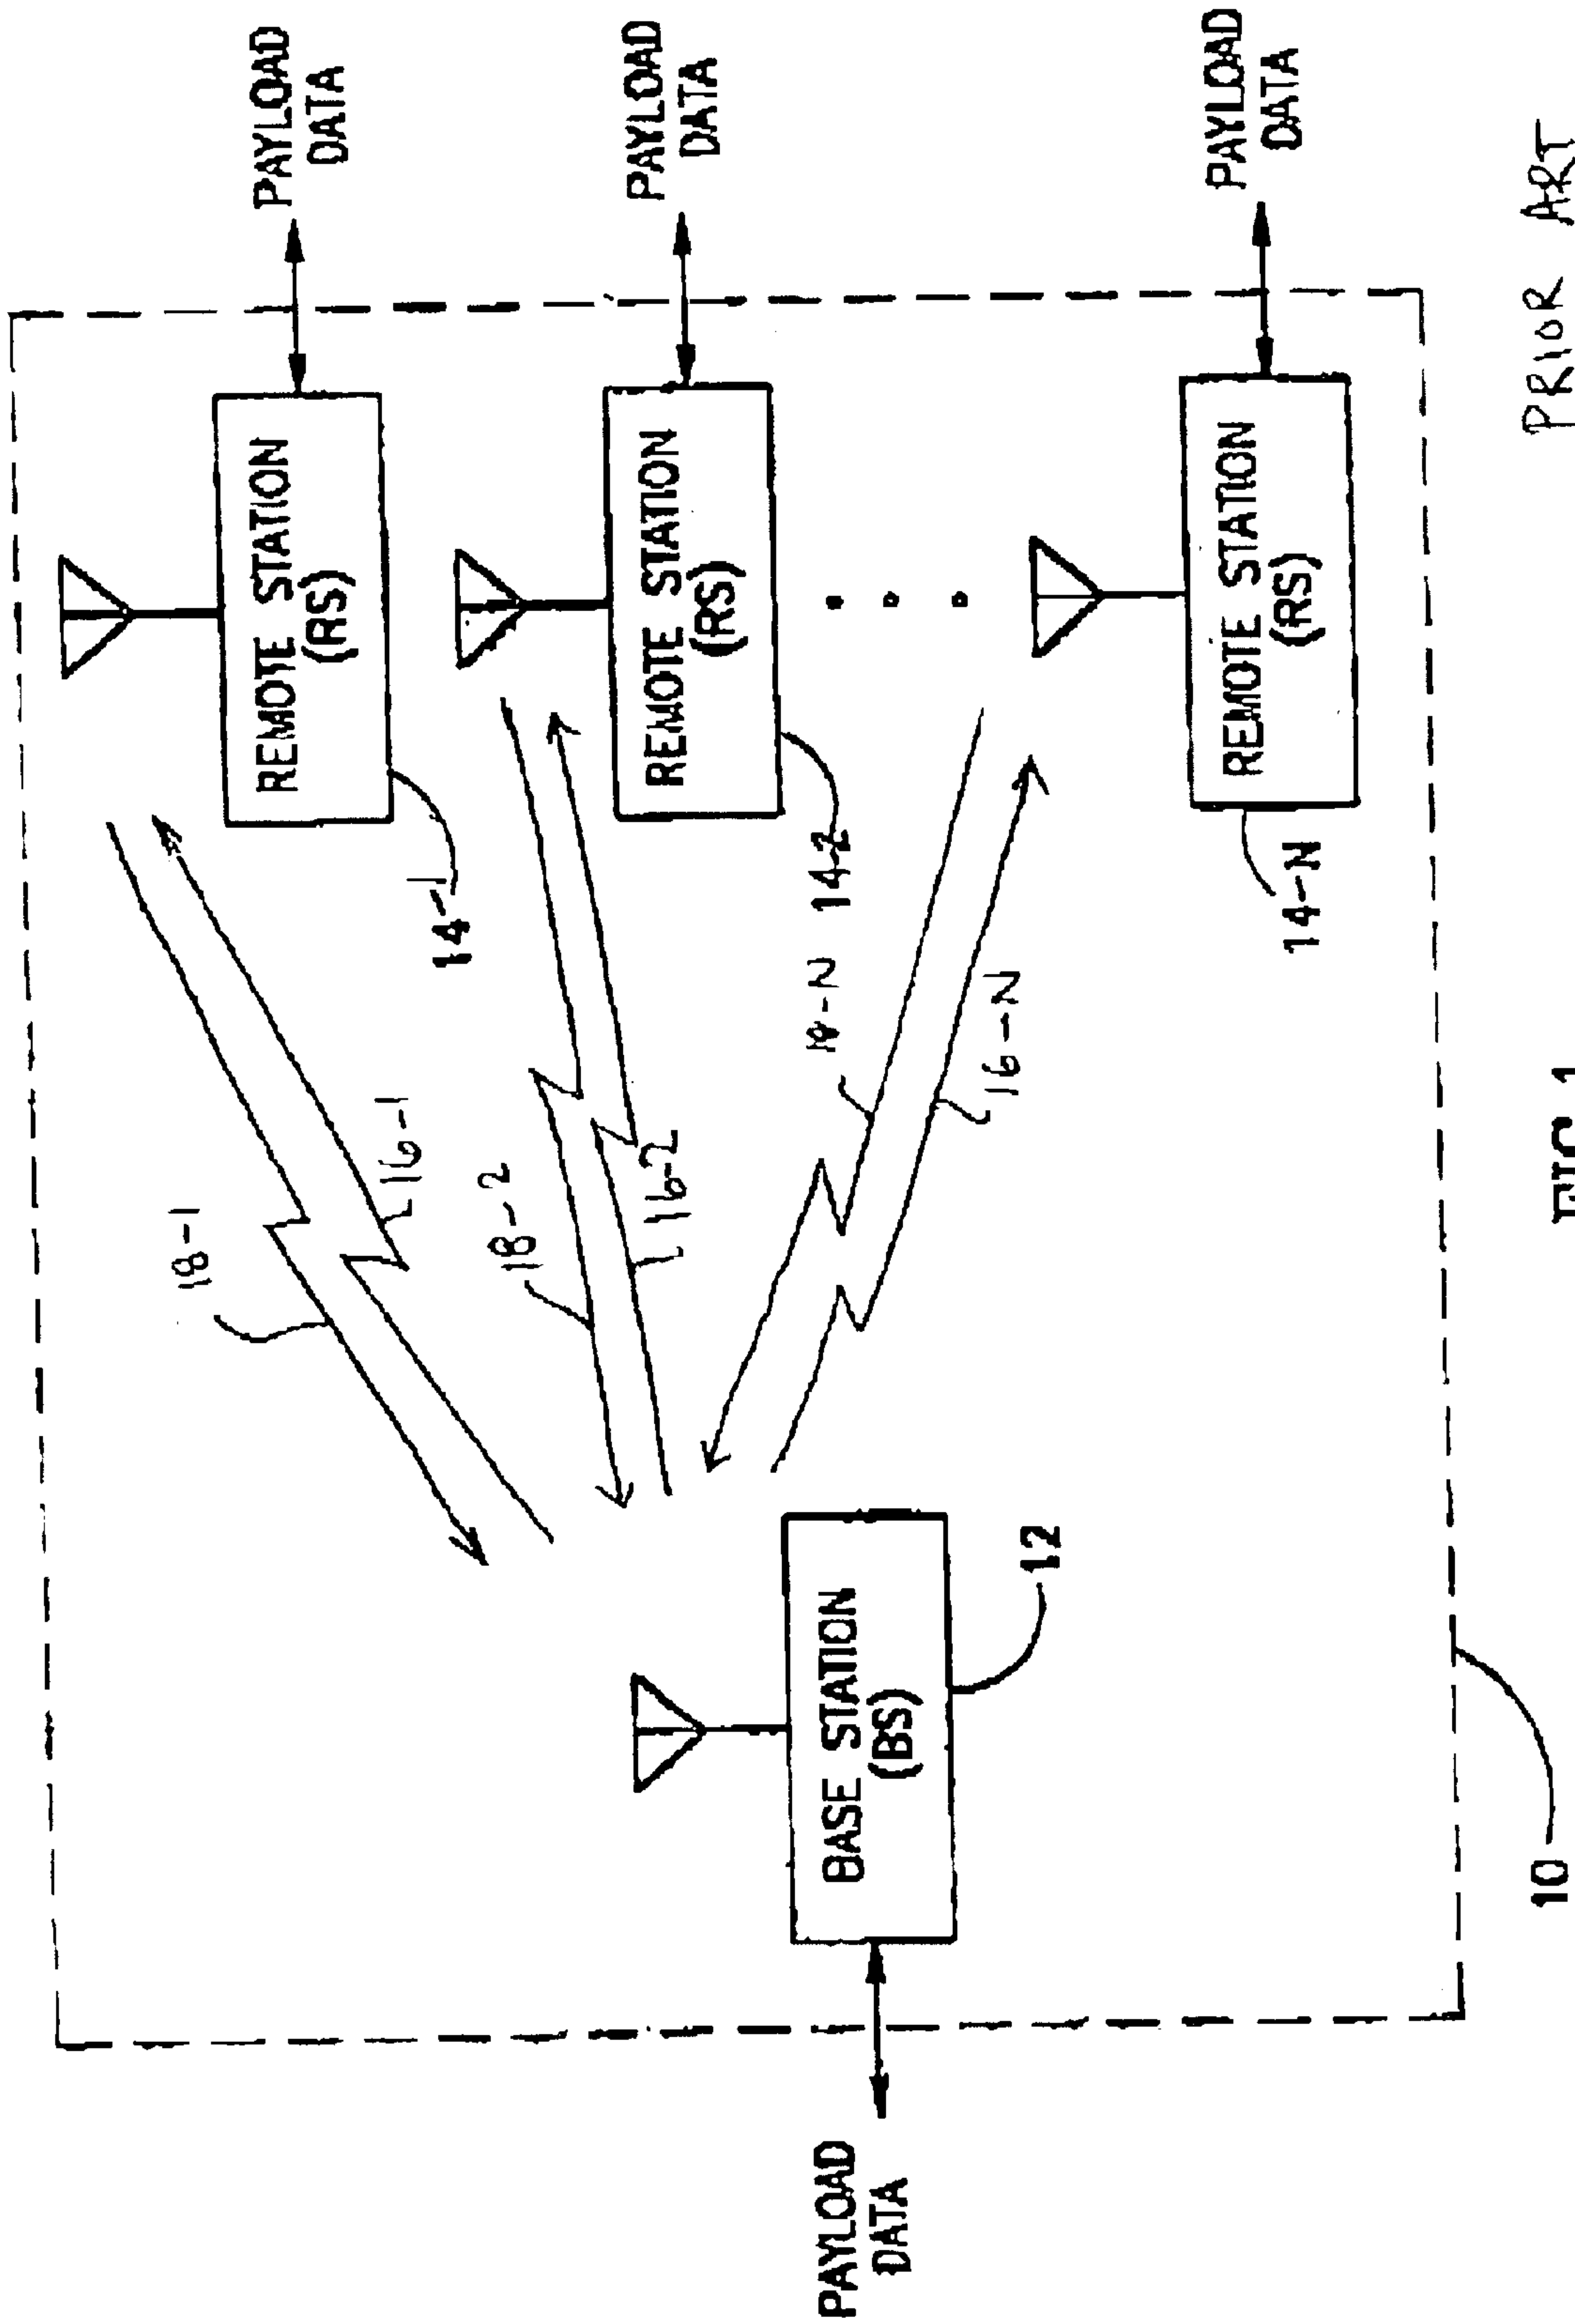 PAYLOAD
DATA
REMOTE STATION
(RS)
14-1
18-1
16-1
PAYLOAD
DATA
REMOTE STATION
(RS)
14-2
18-2
16-2
PAYLOAD
DATA
BASE STATION
(BS)
12
16-N
PAYLOAD
DATA
REMOTE STATION
(RS)
14-N
10
FIG. 1
PRIOR ART